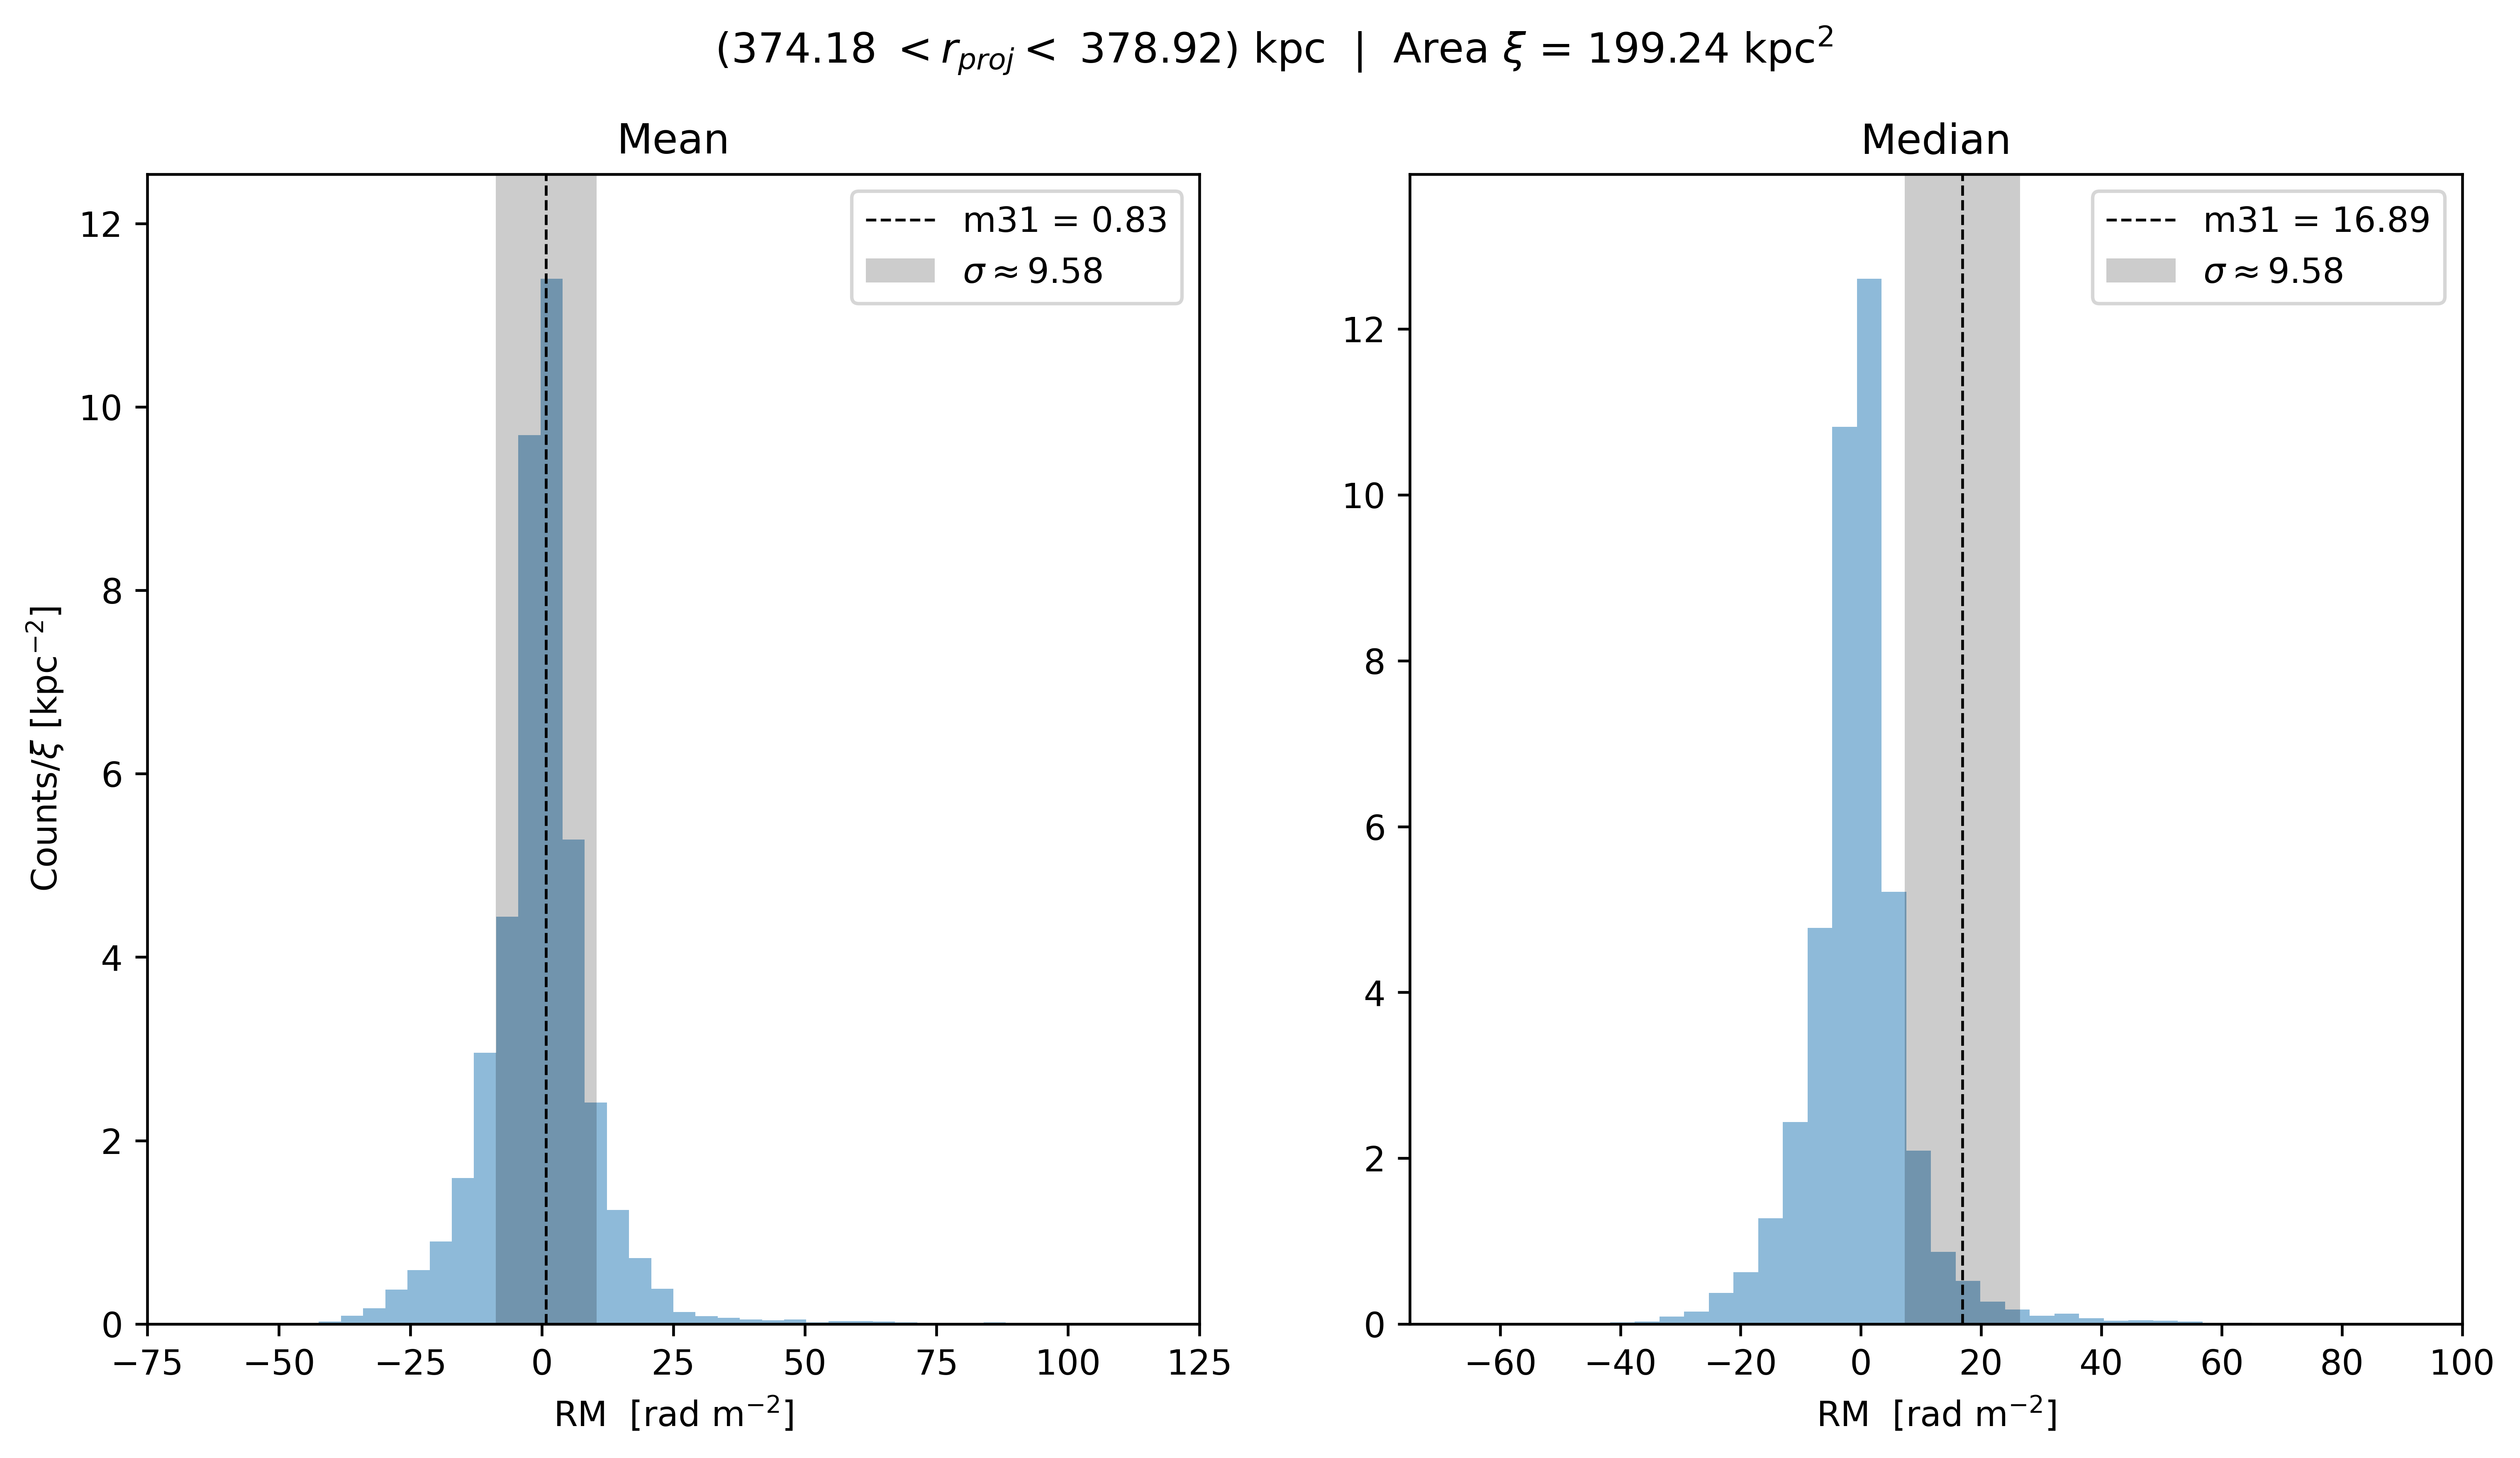 (374.18 < r_proj < 378.92) kpc | Area ξ = 199.24 kpc²
Mean
Median
m31 = 0.83
σ ≈ 9.58
m31 = 16.89
σ ≈ 9.58
Counts/ξ [kpc⁻²]
12
10
8
6
4
2
0
12
10
8
6
4
2
0
−75 −50 −25 0 25 50 75 100 125
−60 −40 −20 0 20 40 60 80 100
RM [rad m⁻²]
RM [rad m⁻²]